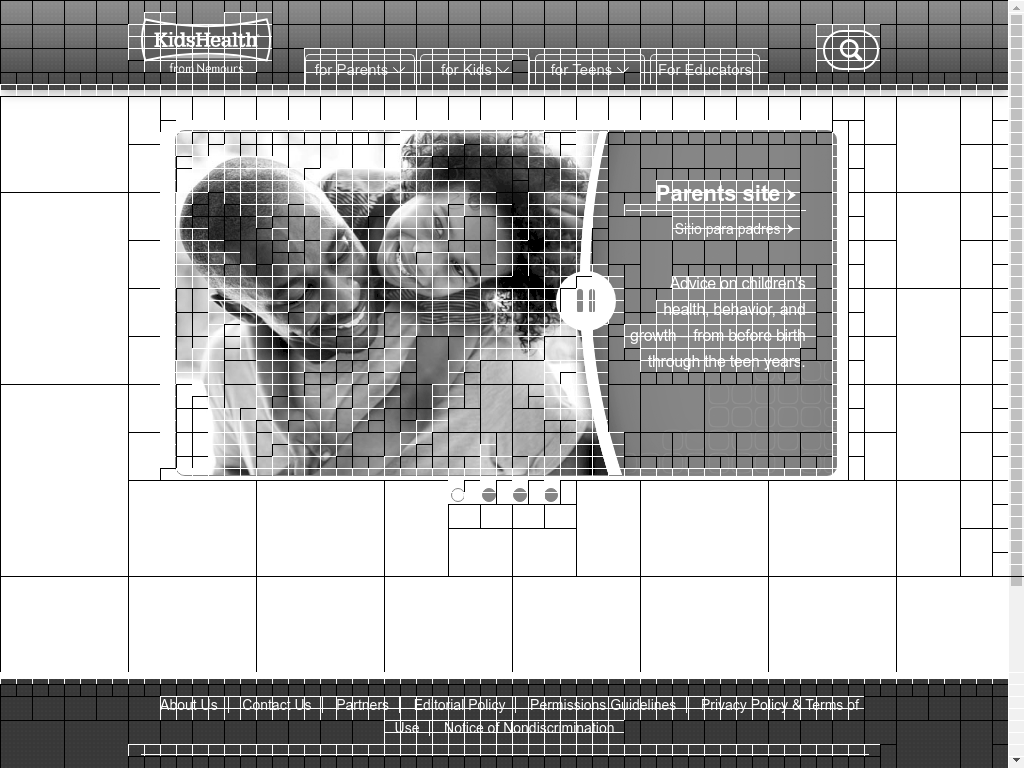 KidsHealth
from Nemours
for Parents
for Kids
for Teens
For Educators
Parents site
Sitio para padres
Advice on children's
health, behavior, and
growth — from before birth
through the teen years.
About Us | Contact Us | Partners | Editorial Policy | Permissions Guidelines | Privacy Policy & Terms of
Use | Notice of Nondiscrimination